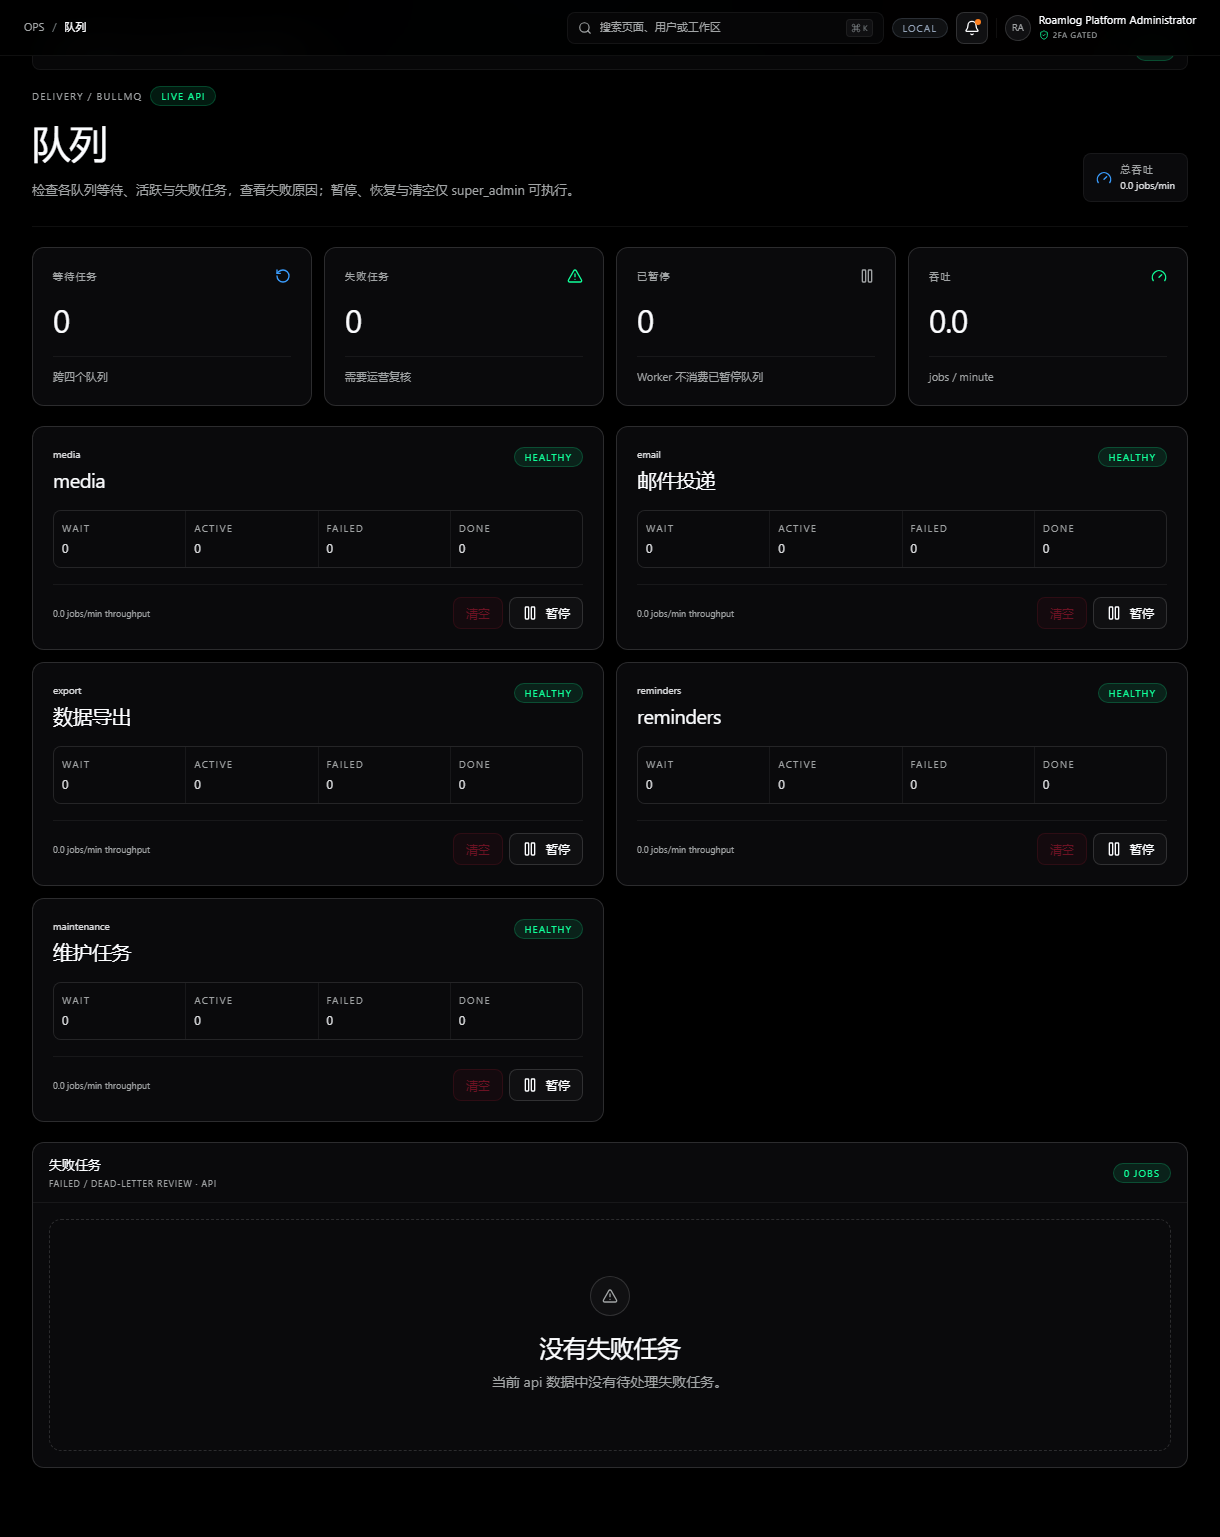 OPS / 队列
搜索页面、用户或工作区
⌘ K
LOCAL
RA
Roamlog Platform Administrator
2FA GATED
DELIVERY / BULLMQ
LIVE API
队列
检查各队列等待、活跃与失败任务，查看失败原因；暂停、恢复与清空仅 super_admin 可执行。
总吞吐
0.0 jobs/min
等待任务
0
跨四个队列
失败任务
0
需要运营复核
已暂停
0
Worker 不消费已暂停队列
吞吐
0.0
jobs / minute
media
HEALTHY
media
WAIT ACTIVE FAILED DONE
0 0 0 0
0.0 jobs/min throughput
清空
暂停
email
HEALTHY
邮件投递
WAIT ACTIVE FAILED DONE
0 0 0 0
0.0 jobs/min throughput
清空
暂停
export
HEALTHY
数据导出
WAIT ACTIVE FAILED DONE
0 0 0 0
0.0 jobs/min throughput
清空
暂停
reminders
HEALTHY
reminders
WAIT ACTIVE FAILED DONE
0 0 0 0
0.0 jobs/min throughput
清空
暂停
maintenance
HEALTHY
维护任务
WAIT ACTIVE FAILED DONE
0 0 0 0
0.0 jobs/min throughput
清空
暂停
失败任务
FAILED / DEAD-LETTER REVIEW · API
0 JOBS
没有失败任务
当前 api 数据中没有待处理失败任务。